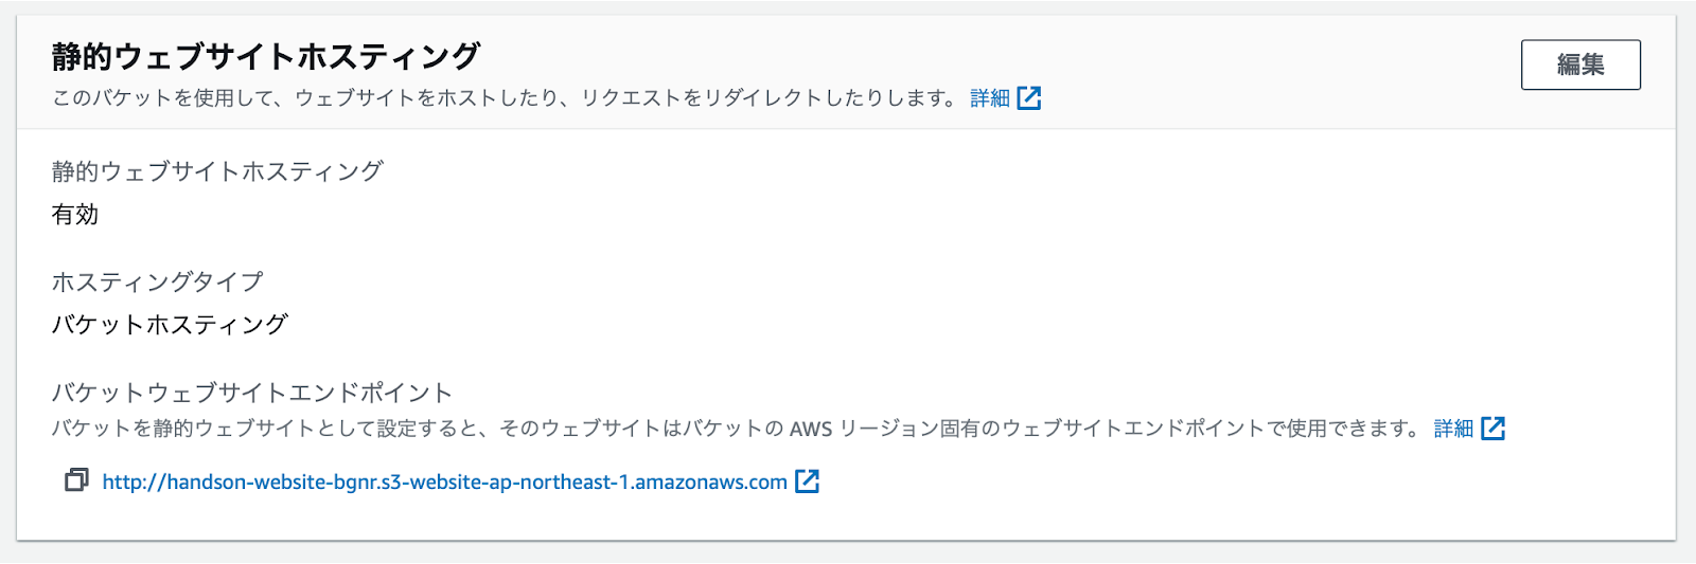 静的ウェブサイトホスティング
編集
このバケットを使用して、ウェブサイトをホストしたり、リクエストをリダイレクトしたりします。 詳細
静的ウェブサイトホスティング
有効
ホスティングタイプ
バケットホスティング
バケットウェブサイトエンドポイント
バケットを静的ウェブサイトとして設定すると、そのウェブサイトはバケットの AWS リージョン固有のウェブサイトエンドポイントで使用できます。 詳細
http://handson-website-bgnr.s3-website-ap-northeast-1.amazonaws.com